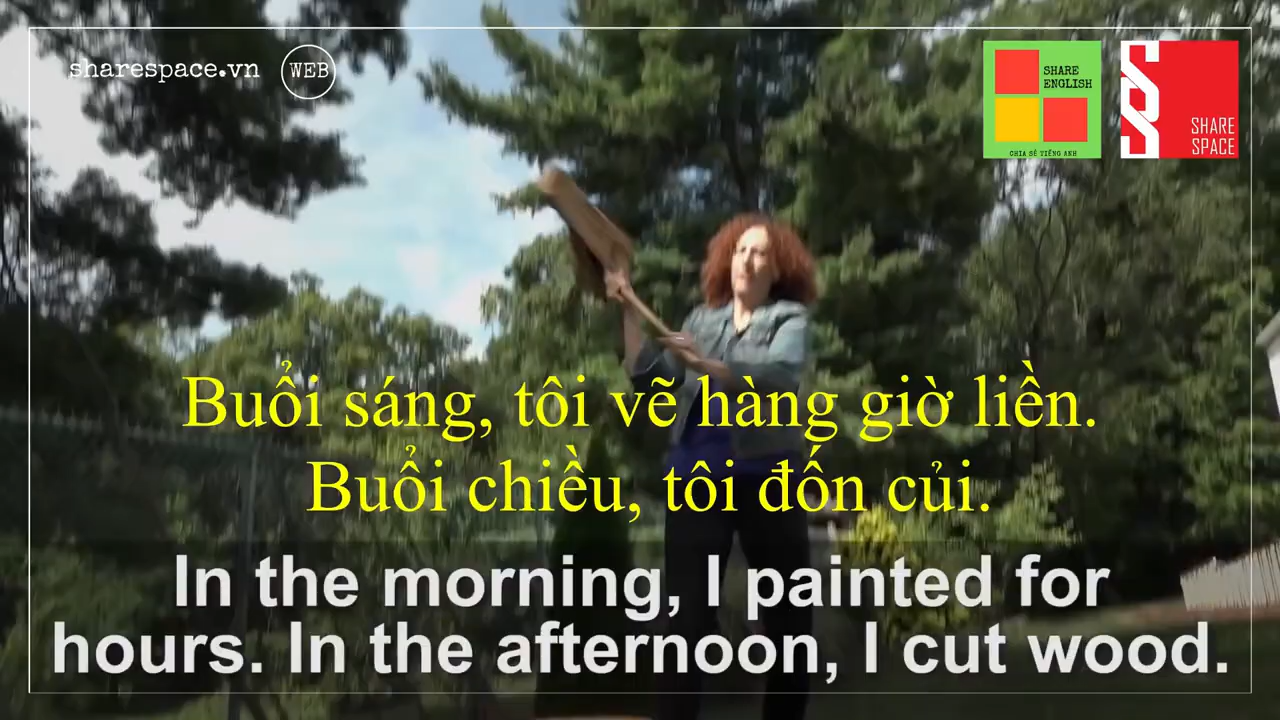 sharespace.vn
WEB
SHARE
ENGLISH
CHIA SẺ TIẾNG ANH
SHARE
SPACE
Buổi sáng, tôi vẽ hàng giờ liền.
Buổi chiều, tôi đốn củi.
In the morning, I painted for
hours. In the afternoon, I cut wood.